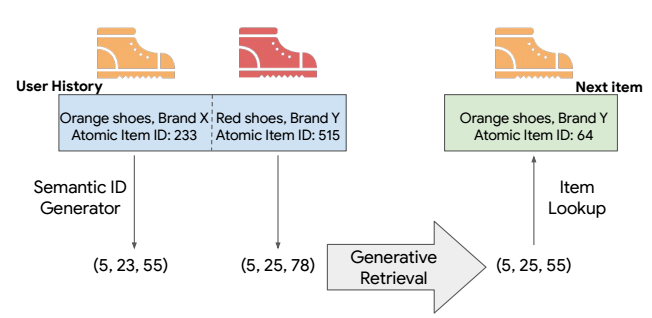 User History
Next item
Orange shoes, Brand X
Atomic Item ID: 233
Red shoes, Brand Y
Atomic Item ID: 515
Orange shoes, Brand Y
Atomic Item ID: 64
Semantic ID
Generator
Item
Lookup
(5, 23, 55)
(5, 25, 78)
Generative
Retrieval
(5, 25, 55)